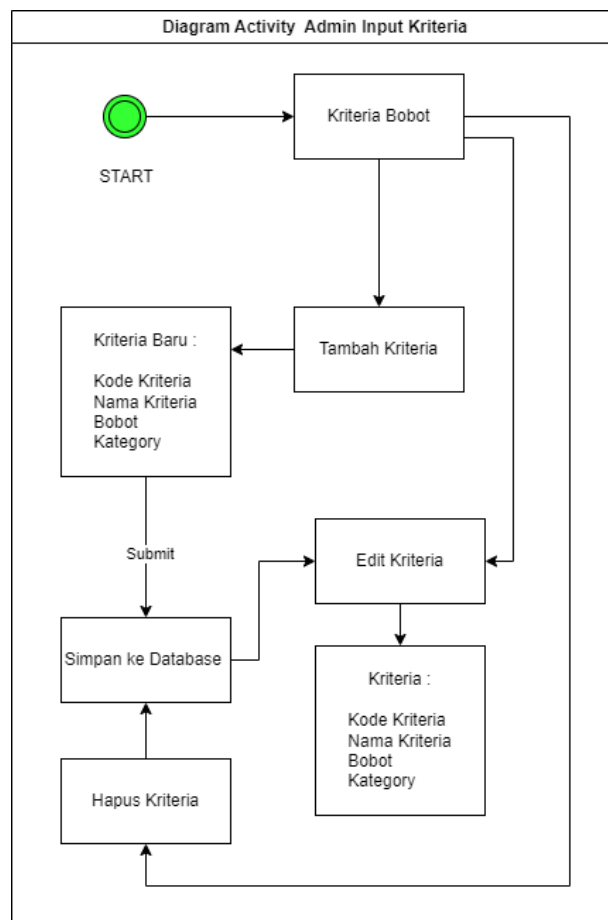 Diagram Activity Admin Input Kriteria
Kriteria Bobot
START
Kriteria Baru :
Kode Kriteria
Nama Kriteria
Bobot
Kategory
Tambah Kriteria
Submit
Edit Kriteria
Simpan ke Database
Kriteria :
Kode Kriteria
Nama Kriteria
Bobot
Kategory
Hapus Kriteria